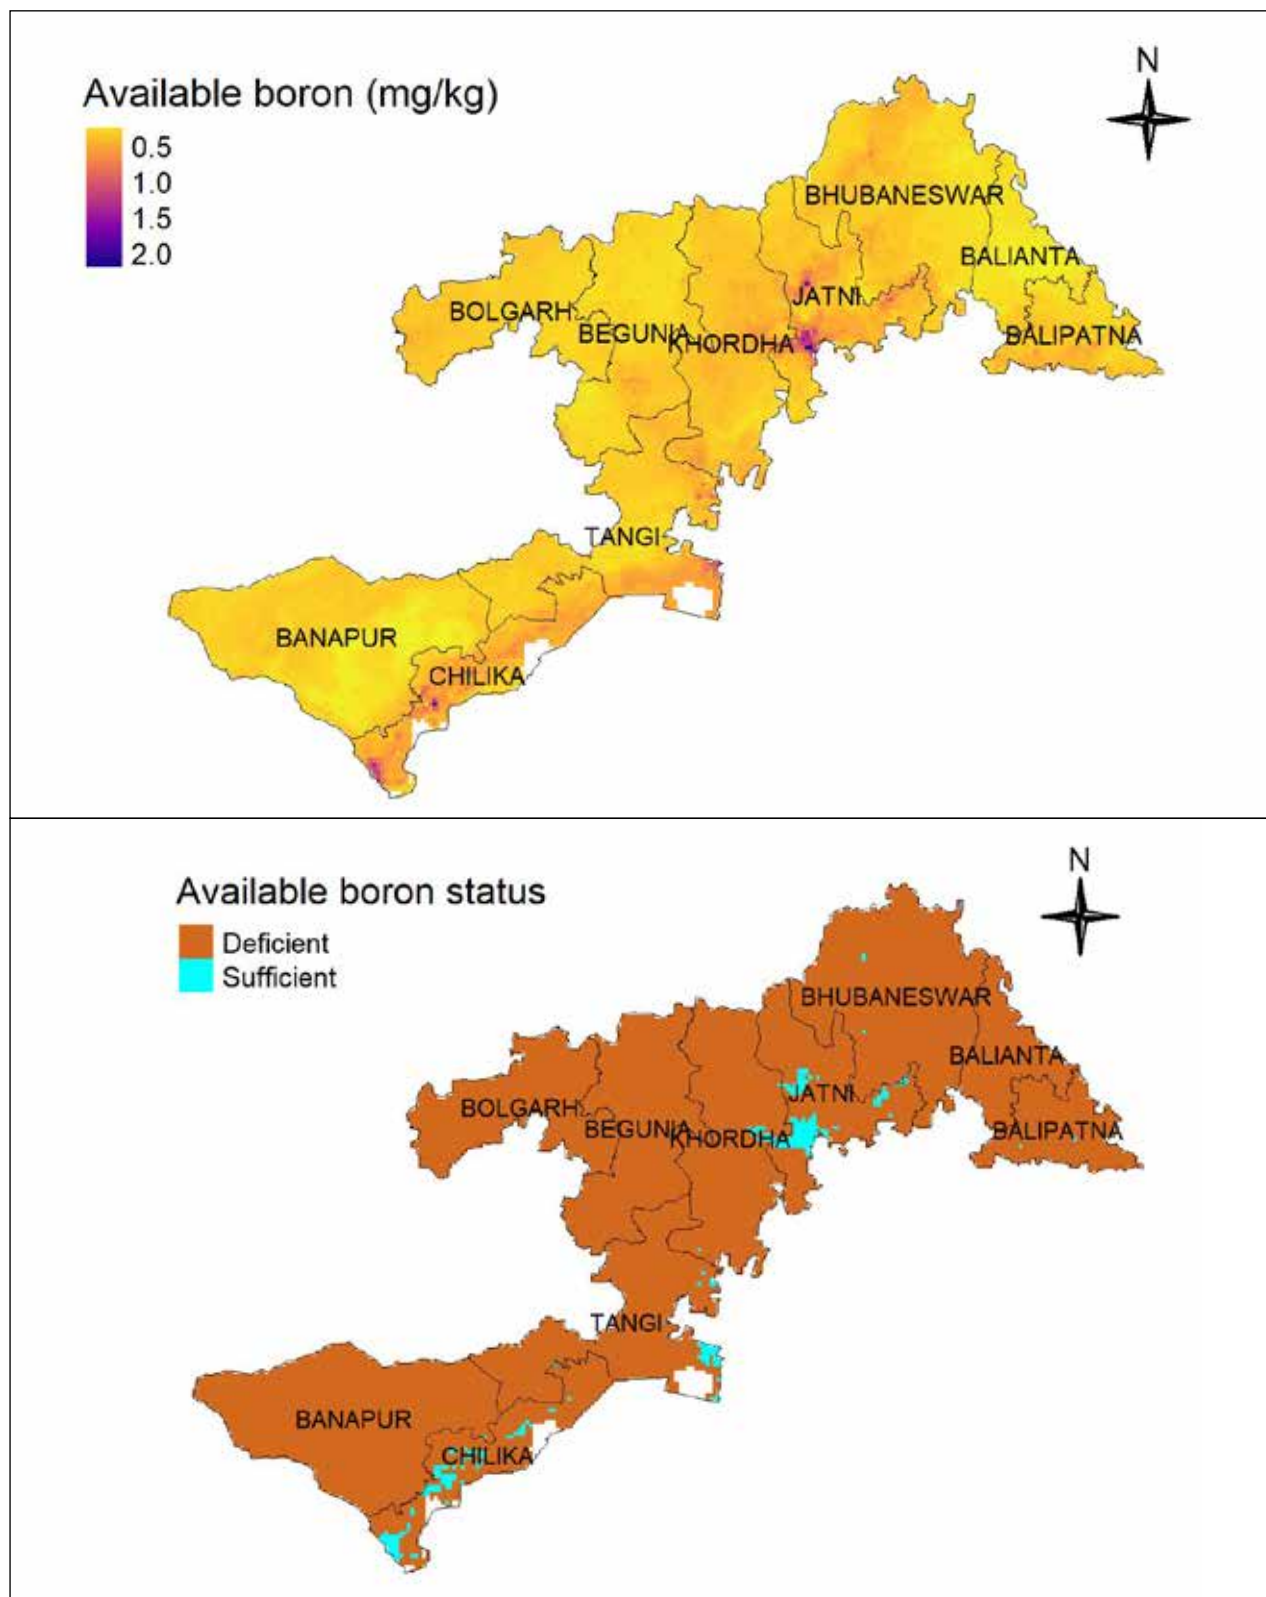 N
Available boron (mg/kg)
0.5
1.0
1.5
2.0
BHUBANESWAR
BALIANTA
JATNI
BOLGARH
BEGUNIA
KHORDHA
BALIPATNA
TANGI
BANAPUR
CHILIKA
N
Available boron status
Deficient
Sufficient
BHUBANESWAR
BALIANTA
JATNI
BOLGARH
BEGUNIA
KHORDHA
BALIPATNA
TANGI
BANAPUR
CHILIKA